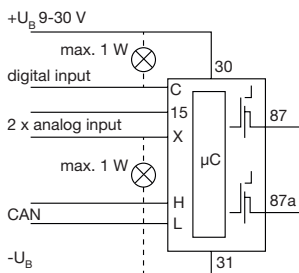 +U_B 9-30 V
max. 1 W
30
digital input
C
15
87
2 x analog input
X
max. 1 W
µC
H
87a
CAN
L
-U_B
31